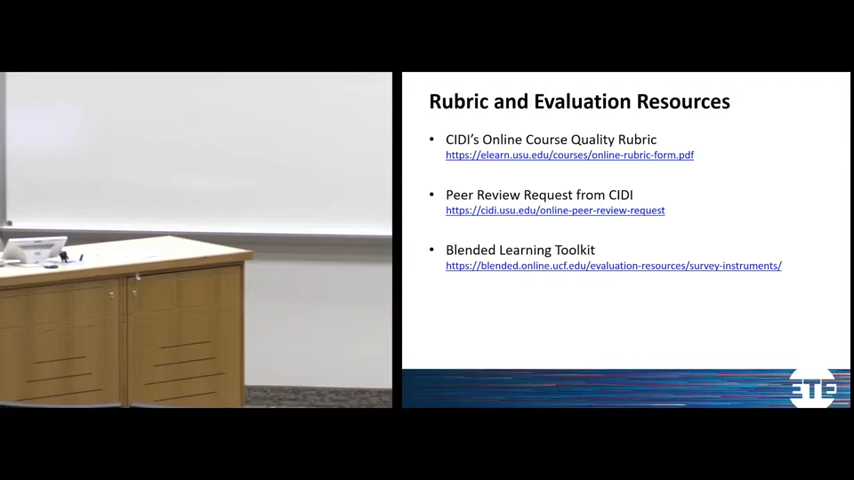 Rubric and Evaluation Resources
• CIDI's Online Course Quality Rubric
https://elearn.usu.edu/courses/online-rubric-form.pdf
• Peer Review Request from CIDI
https://cidi.usu.edu/online-peer-review-request
• Blended Learning Toolkit
https://blended.online.ucf.edu/evaluation-resources/survey-instruments/
ETE